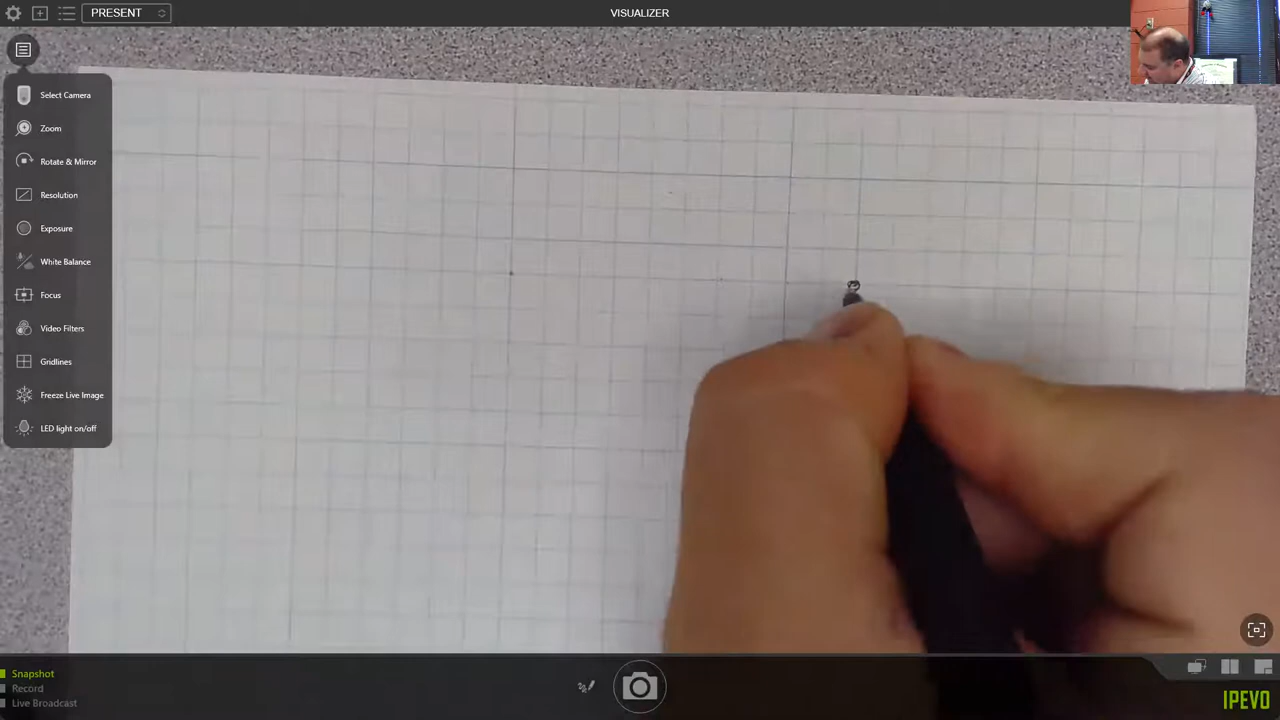 PRESENT
VISUALIZER
Select Camera
Zoom
Rotate & Mirror
Resolution
Exposure
White Balance
Focus
Video Filters
Gridlines
Freeze Live Image
LED light on/off
Snapshot
Record
Live Broadcast
IPEVO